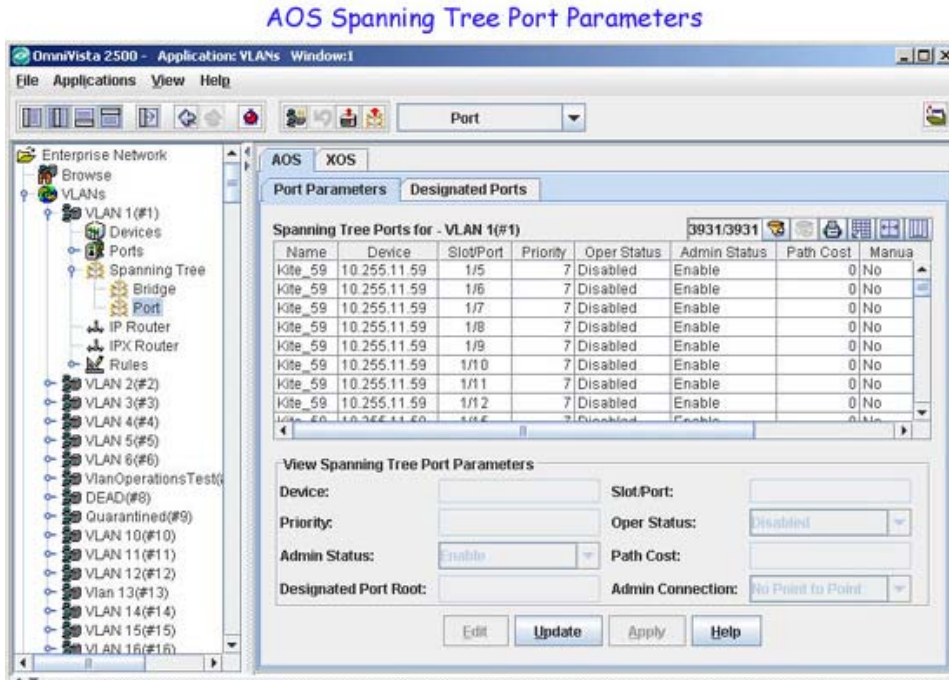 AOS Spanning Tree Port Parameters
OmniVista 2500 - Application: VLANs Window:1
File Applications View Help
Port
Enterprise Network
Browse
VLANs
VLAN 1(#1)
Devices
Ports
Spanning Tree
Bridge
Port
IP Router
IPX Router
Rules
VLAN 2(#2)
VLAN 3(#3)
VLAN 4(#4)
VLAN 5(#5)
VLAN 6(#6)
VlanOperationsTest(
DEAD(#8)
Quarantined(#9)
VLAN 10(#10)
VLAN 11(#11)
VLAN 12(#12)
Vlan 13(#13)
VLAN 14(#14)
VLAN 15(#15)
VLAN 16(#16)
AOS XOS
Port Parameters Designated Ports
Spanning Tree Ports for - VLAN 1(#1) 3931/3931
Name Device Slot/Port Priority Oper Status Admin Status Path Cost Manua
Kite_59 10.255.11.59 1/5 7 Disabled Enable 0 No
Kite_59 10.255.11.59 1/6 7 Disabled Enable 0 No
Kite_59 10.255.11.59 1/7 7 Disabled Enable 0 No
Kite_59 10.255.11.59 1/8 7 Disabled Enable 0 No
Kite_59 10.255.11.59 1/9 7 Disabled Enable 0 No
Kite_59 10.255.11.59 1/10 7 Disabled Enable 0 No
Kite_59 10.255.11.59 1/11 7 Disabled Enable 0 No
Kite_59 10.255.11.59 1/12 7 Disabled Enable 0 No
View Spanning Tree Port Parameters
Device: Slot/Port:
Priority: Oper Status: Disabled
Admin Status: Enable Path Cost:
Designated Port Root: Admin Connection: No Point to Point
Edit Update Apply Help